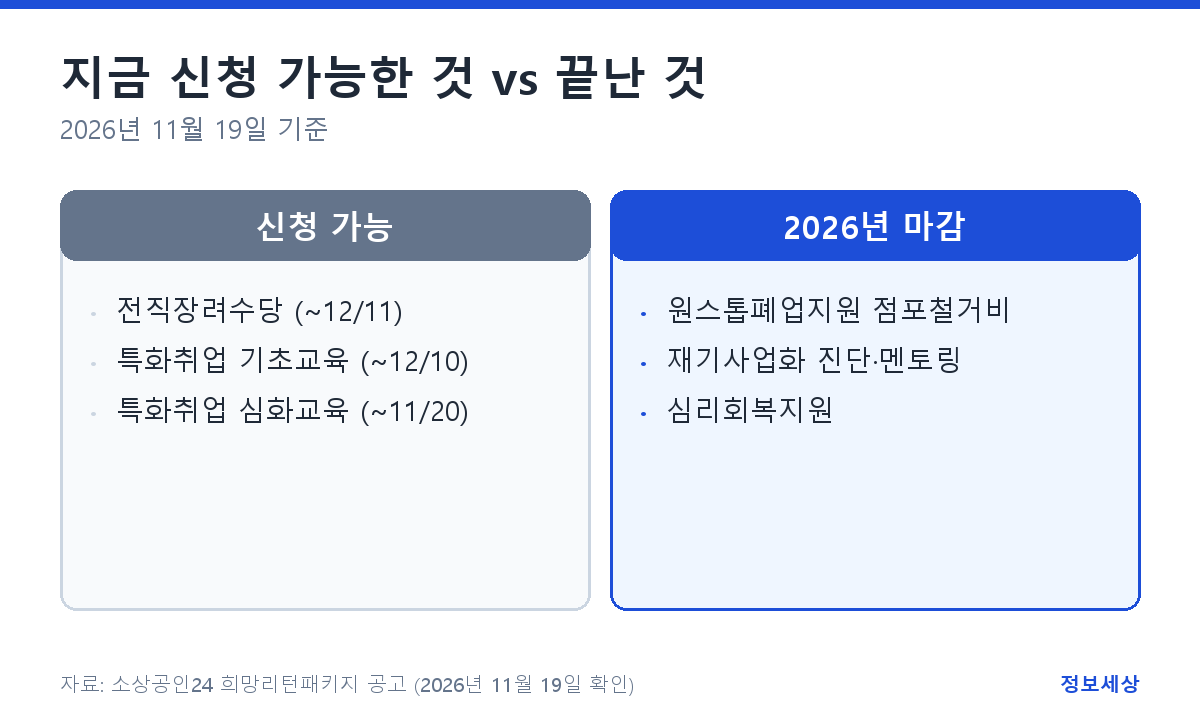 지금 신청 가능한 것 vs 끝난 것
2026년 11월 19일 기준
신청 가능
· 전직장려수당 (~12/11)
· 특화취업 기초교육 (~12/10)
· 특화취업 심화교육 (~11/20)
2026년 마감
· 원스톱폐업지원 점포철거비
· 재기사업화 진단·멘토링
· 심리회복지원
자료: 소상공인24 희망리턴패키지 공고 (2026년 11월 19일 확인)
정보세상